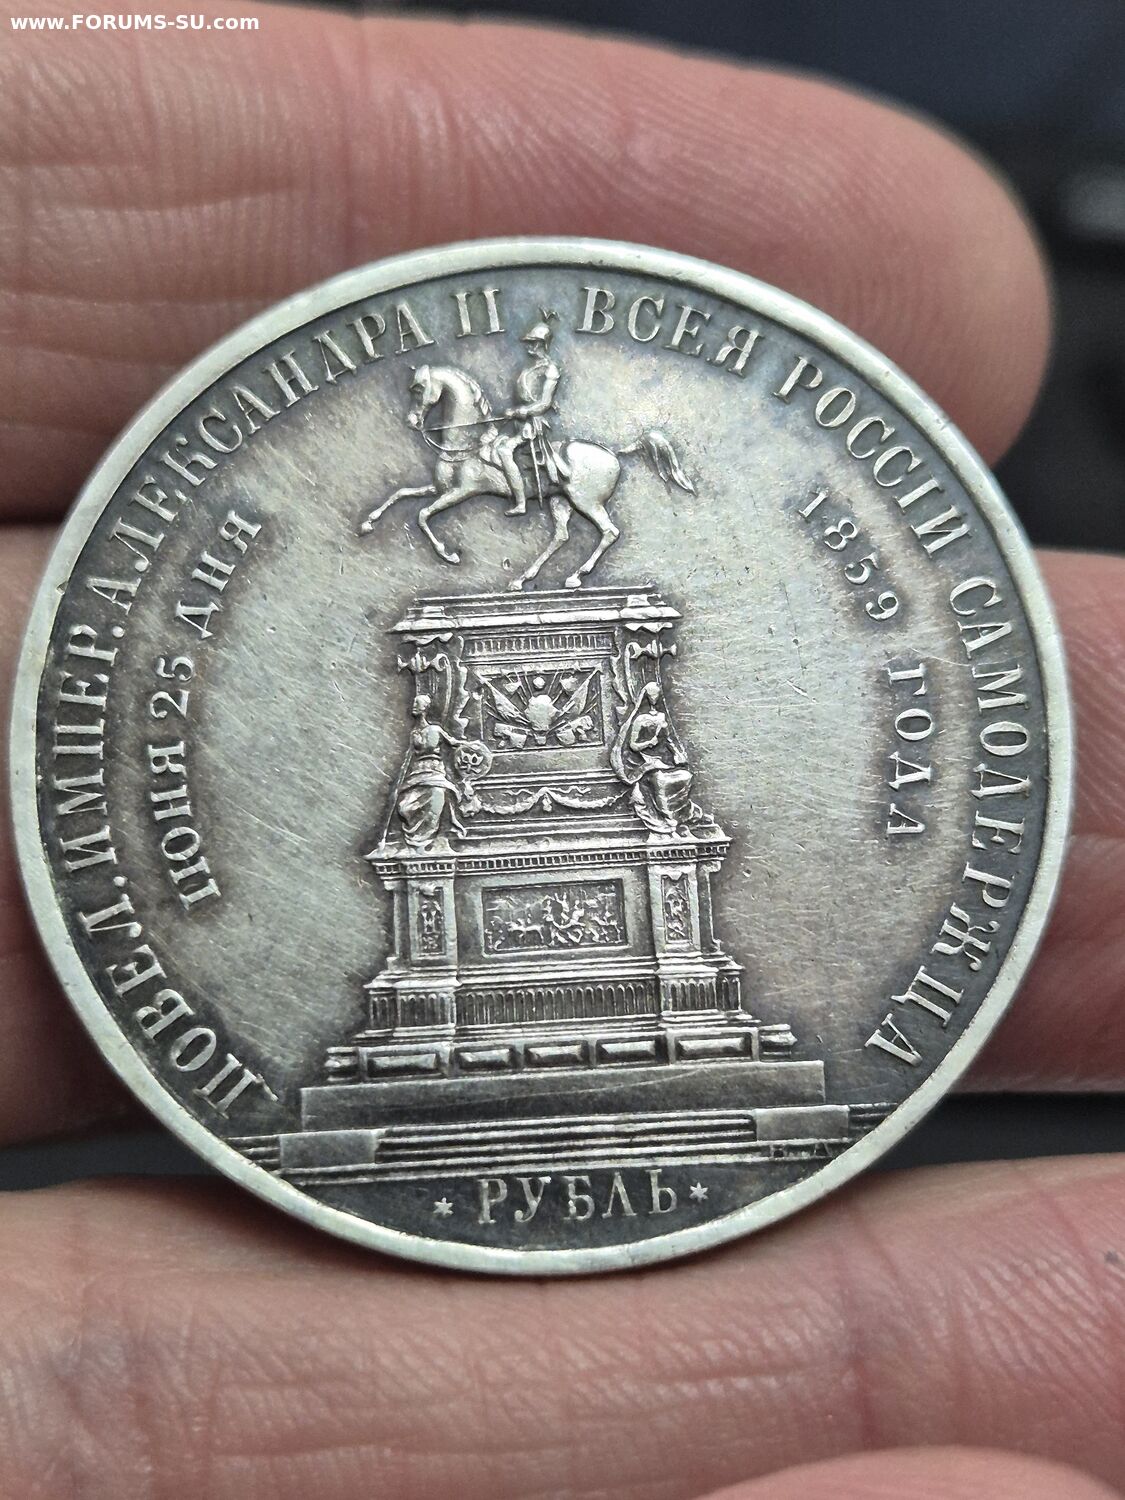 www.FORUMS-SU.com
ПОВЕЛ. ИМПЕР. АЛЕКСАНДРА II ВСЕЯ РОССІИ САМОДЕРЖЦА
ІЮНЯ 25 ДНЯ
1859 ГОДА
* РУБЛЬ *